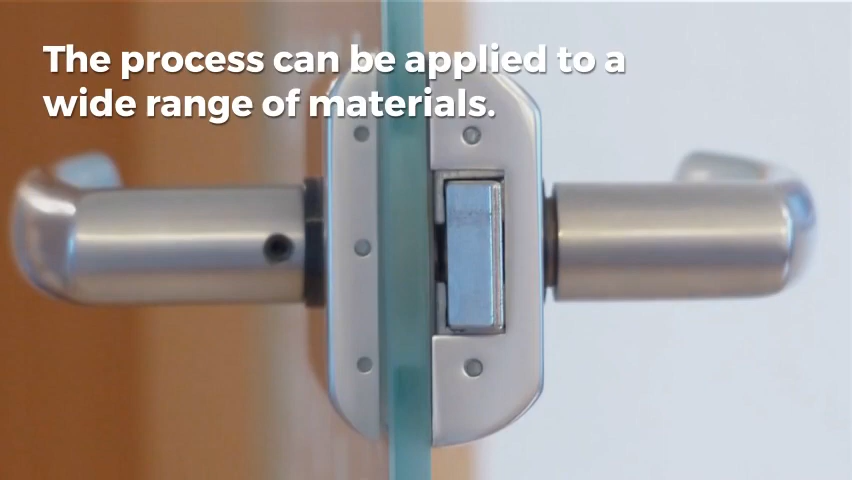 The process can be applied to a
wide range of materials.